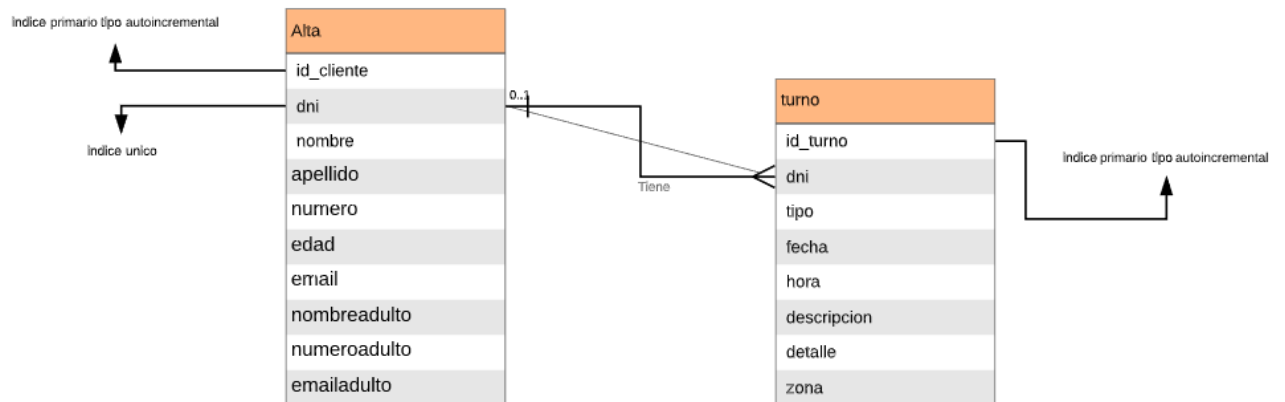 indice primario tipo autoincremental
Alta
id_cliente
dni
nombre
apellido
numero
edad
email
nombreadulto
numeroadulto
emailadulto
indice unico
0..1
Tiene
turno
id_turno
dni
tipo
fecha
hora
descripcion
detalle
zona
indice primario tipo autoincremental